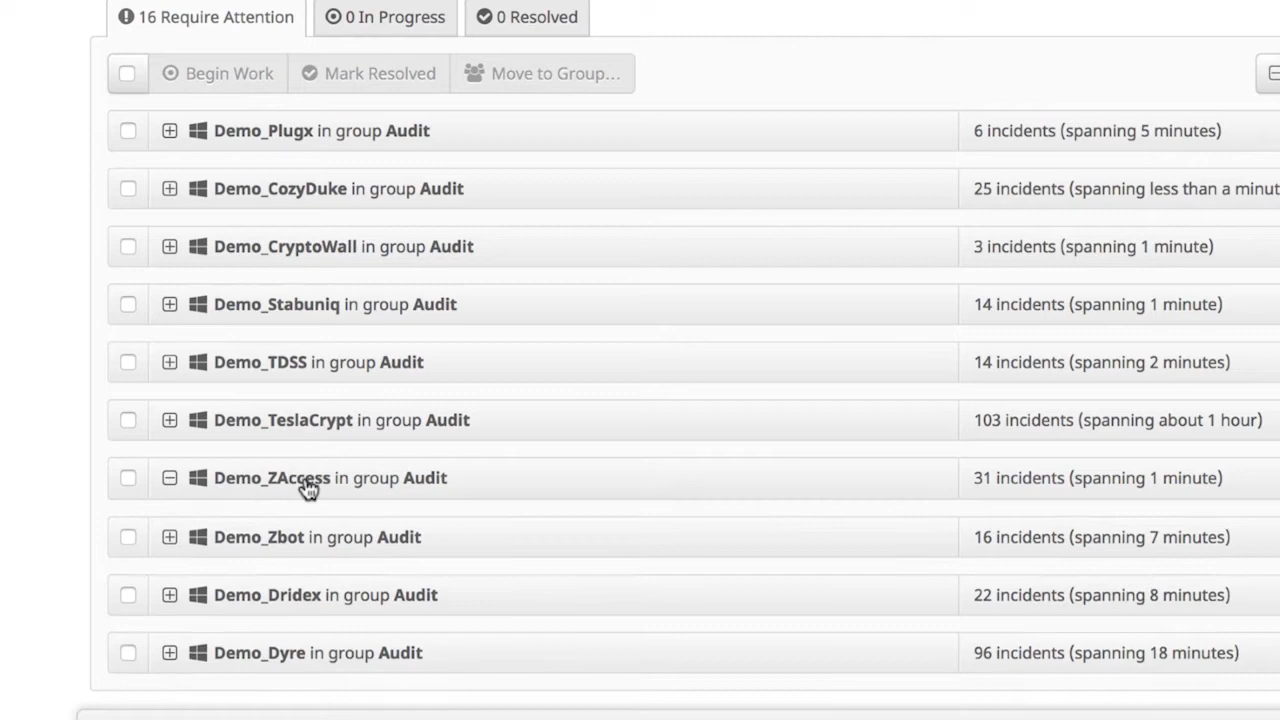 16 Require Attention 0 In Progress 0 Resolved
Begin Work Mark Resolved Move to Group...
Demo_Plugx in group Audit 6 incidents (spanning 5 minutes)
Demo_CozyDuke in group Audit 25 incidents (spanning less than a
Demo_CryptoWall in group Audit 3 incidents (spanning 1 minute)
Demo_Stabuniq in group Audit 14 incidents (spanning 1 minute)
Demo_TDSS in group Audit 14 incidents (spanning 2 minutes)
Demo_TeslaCrypt in group Audit 103 incidents (spanning about 1 hour)
Demo_ZAccess in group Audit 31 incidents (spanning 1 minute)
Demo_Zbot in group Audit 16 incidents (spanning 7 minutes)
Demo_Dridex in group Audit 22 incidents (spanning 8 minutes)
Demo_Dyre in group Audit 96 incidents (spanning 18 minutes)